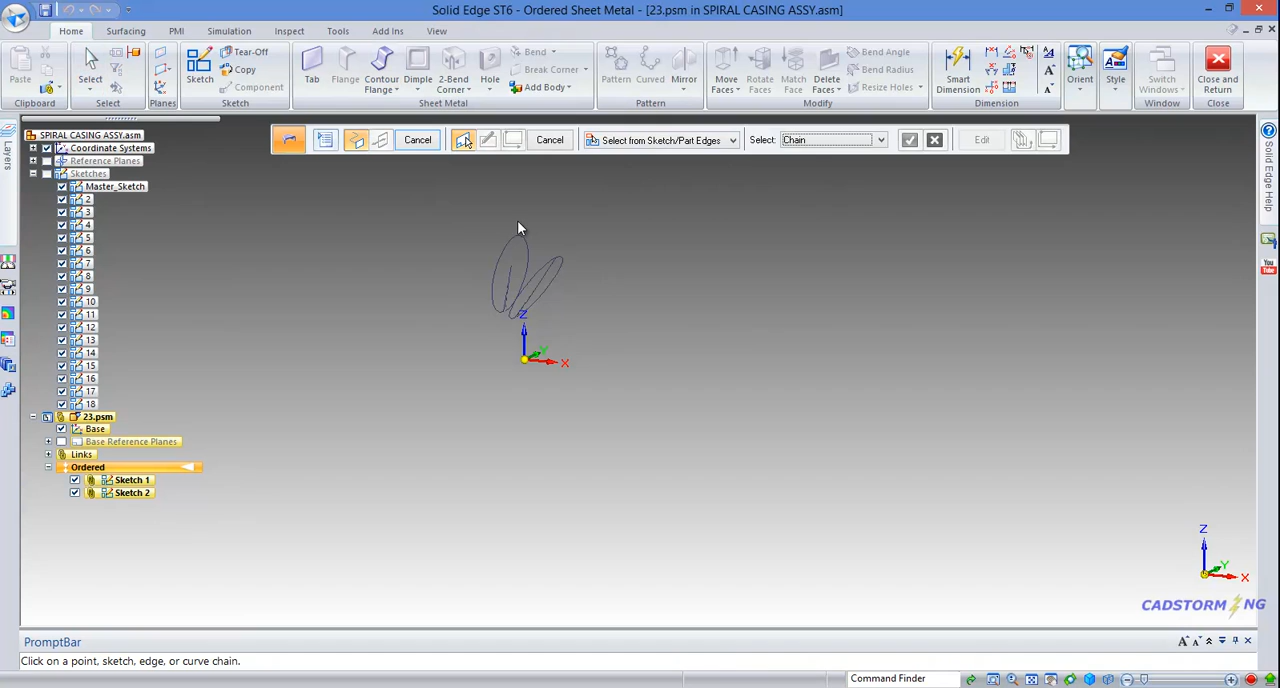 Solid Edge ST6 - Ordered Sheet Metal - [23.psm in SPIRAL CASING ASSY.asm]
Home Surfacing PMI Simulation Inspect Tools Add Ins View
Paste
Clipboard
Select
Select
Planes
Sketch
Tear-Off
Copy
Component
Sketch
Tab
Flange
Contour Flange
Dimple
2-Bend
Hole
Bend
Break Corner
Add Body
Sheet Metal
Pattern
Curved
Mirror
Pattern
Move Faces
Rotate Faces
Match Face
Delete Faces
Bend Angle
Bend Radius
Resize Holes
Modify
Smart Dimension
Dimension
Orient
Style
Switch Windows
Window
Close and Return
Close
Cancel
Cancel
Select from Sketch/Part Edges
Select:
Chain
Edit
Layers
Solid Edge Help
You Tube
SPIRAL CASING ASSY.asm
Coordinate Systems
Reference Planes
Sketches
Master_Sketch
2
3
4
5
6
7
8
9
10
11
12
13
14
15
16
17
18
23.psm
Base
Base Reference Planes
Links
Ordered
Sketch 1
Sketch 2
Z
Y
X
Z
Y
X
CADSTORMING
PromptBar
Click on a point, sketch, edge, or curve chain.
Command Finder